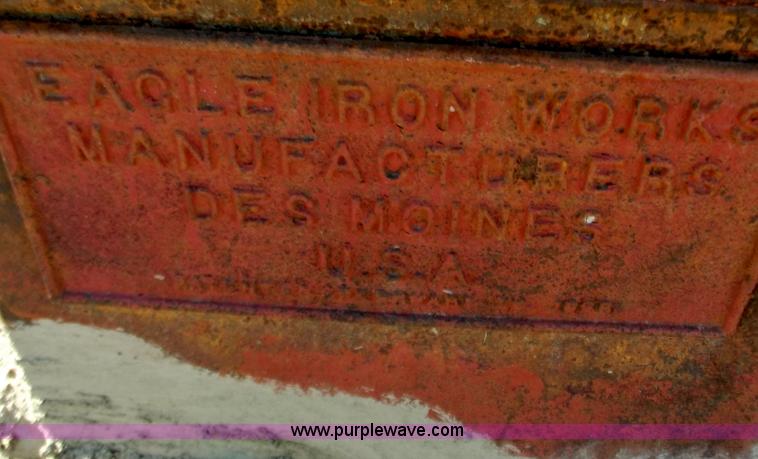 EAGLE IRON WORKS
MANUFACTURERS
DES MOINES
U.S.A.
www.purplewave.com